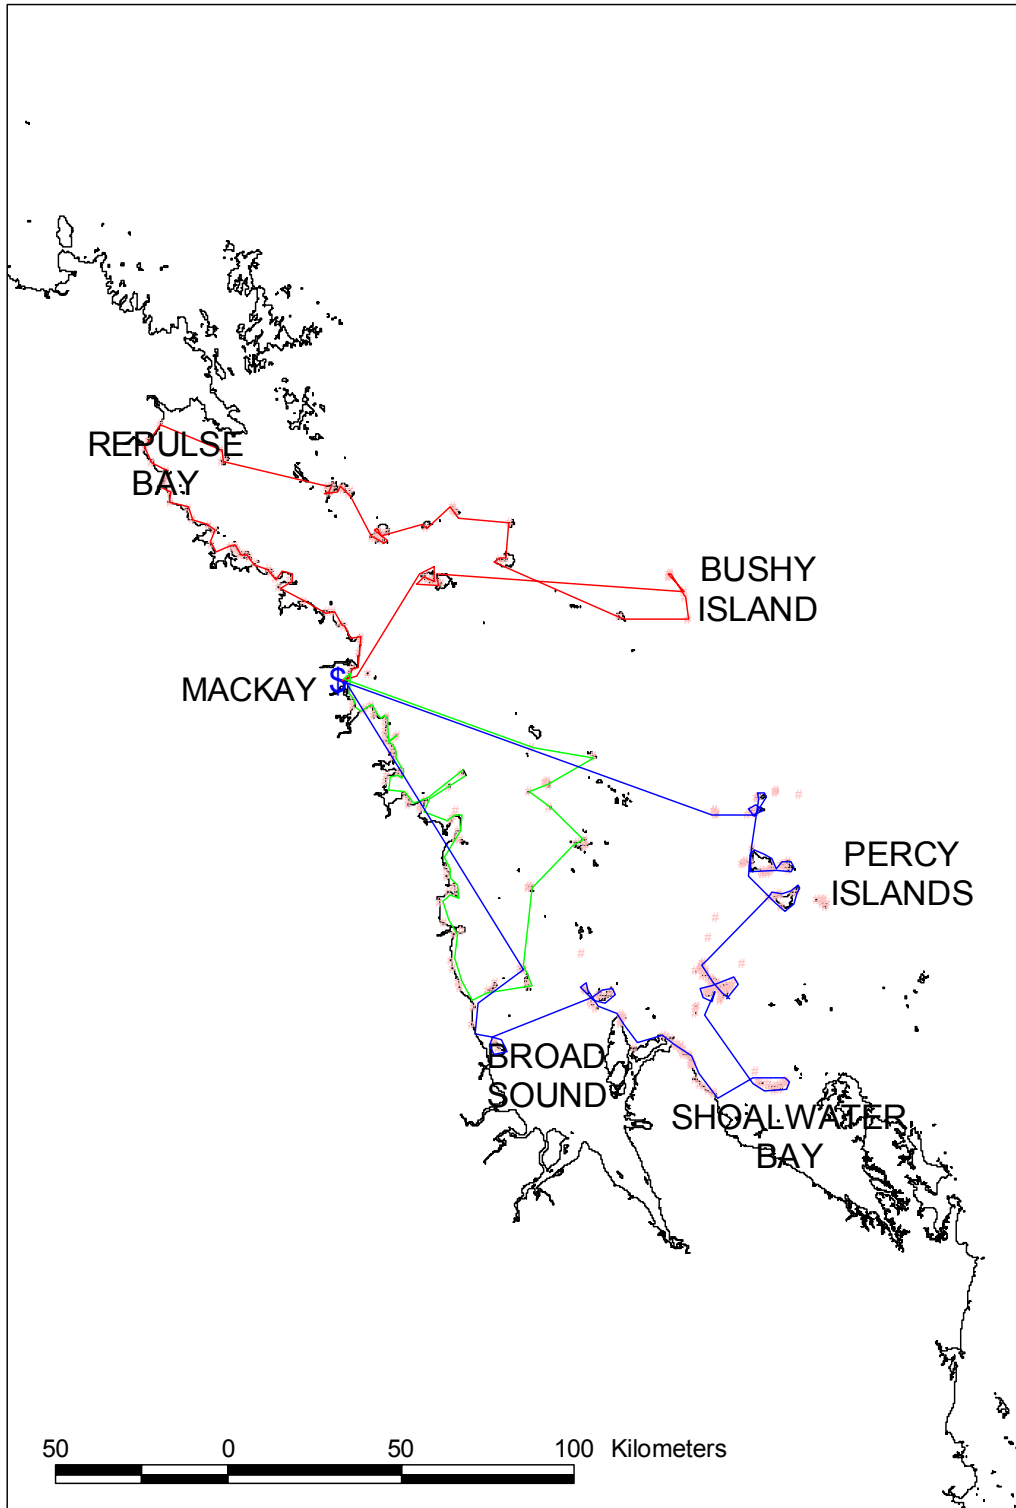 REPULSE
BAY
BUSHY
ISLAND
MACKAY $
PERCY
ISLANDS
BROAD
SOUND
SHOALWATER
BAY
50 0 50 100 Kilometers